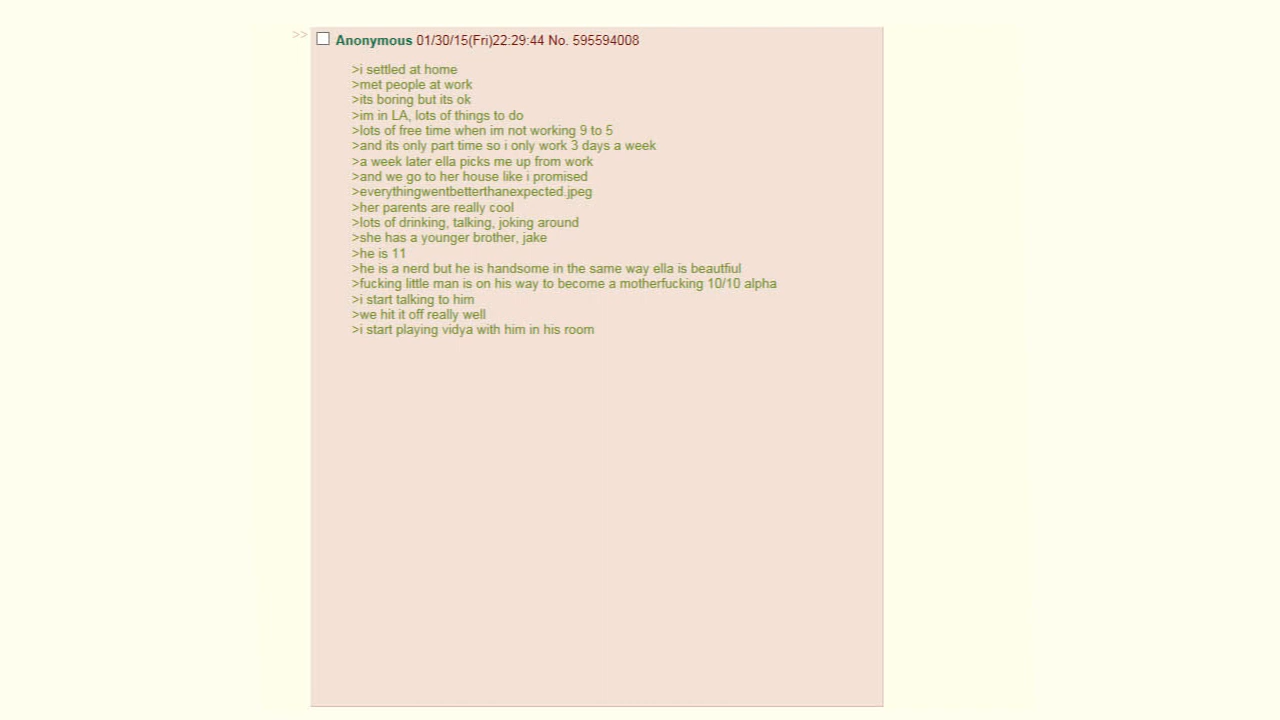 >>
Anonymous 01/30/15(Fri)22:29:44 No. 595594008
>i settled at home
>met people at work
>its boring but its ok
>im in LA, lots of things to do
>lots of free time when im not working 9 to 5
>and its only part time so i only work 3 days a week
>a week later ella picks me up from work
>and we go to her house like i promised
>everythingwentbetterthanexpected.jpeg
>her parents are really cool
>lots of drinking, talking, joking around
>she has a younger brother, jake
>he is 11
>he is a nerd but he is handsome in the same way ella is beautfiul
>fucking little man is on his way to become a motherfucking 10/10 alpha
>i start talking to him
>we hit it off really well
>i start playing vidya with him in his room